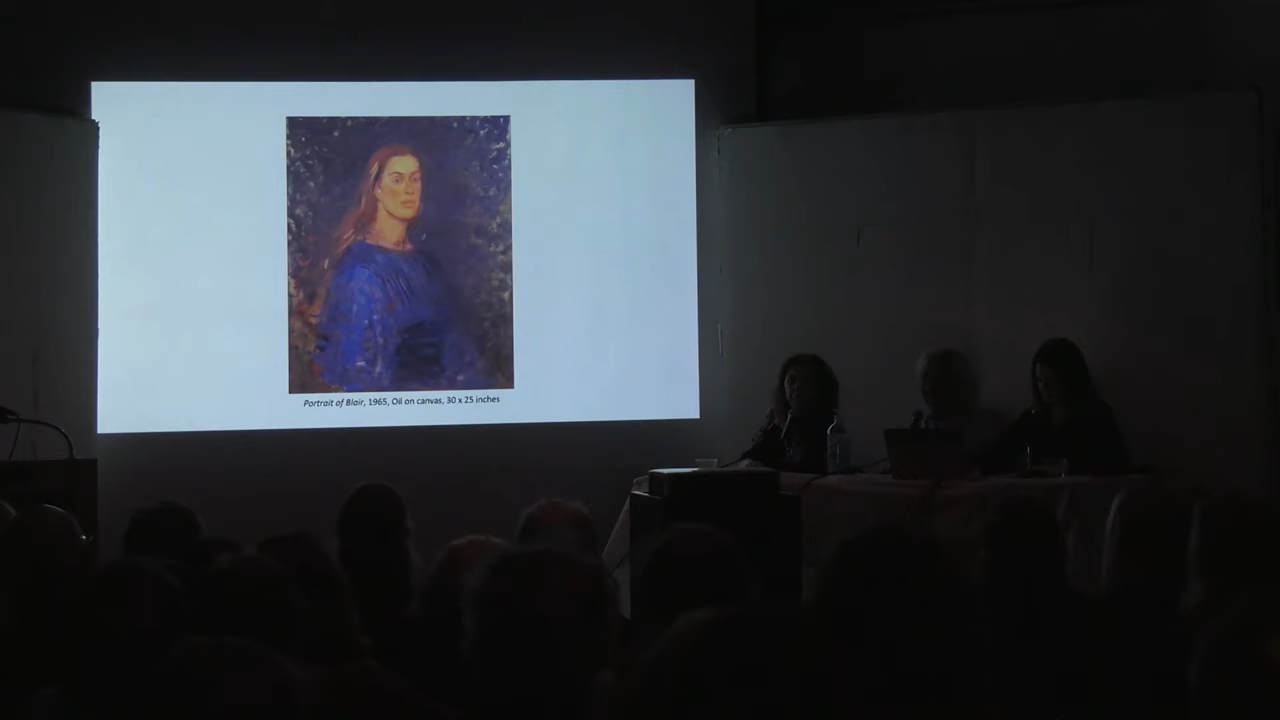 Portrait of Blair, 1965, Oil on canvas, 30 x 25 inches